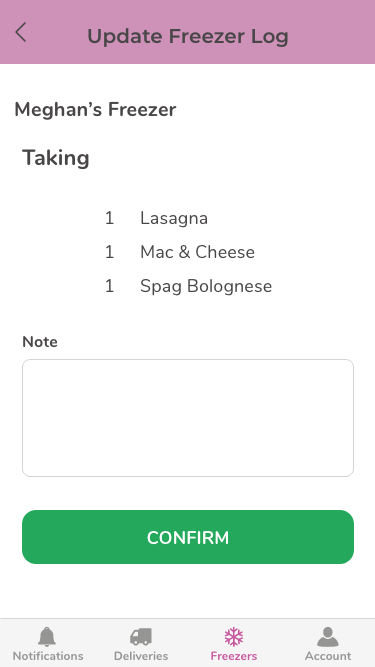 Update Freezer Log
Meghan’s Freezer
Taking
1 Lasagna
1 Mac & Cheese
1 Spag Bolognese
Note
CONFIRM
Notifications Deliveries Freezers Account